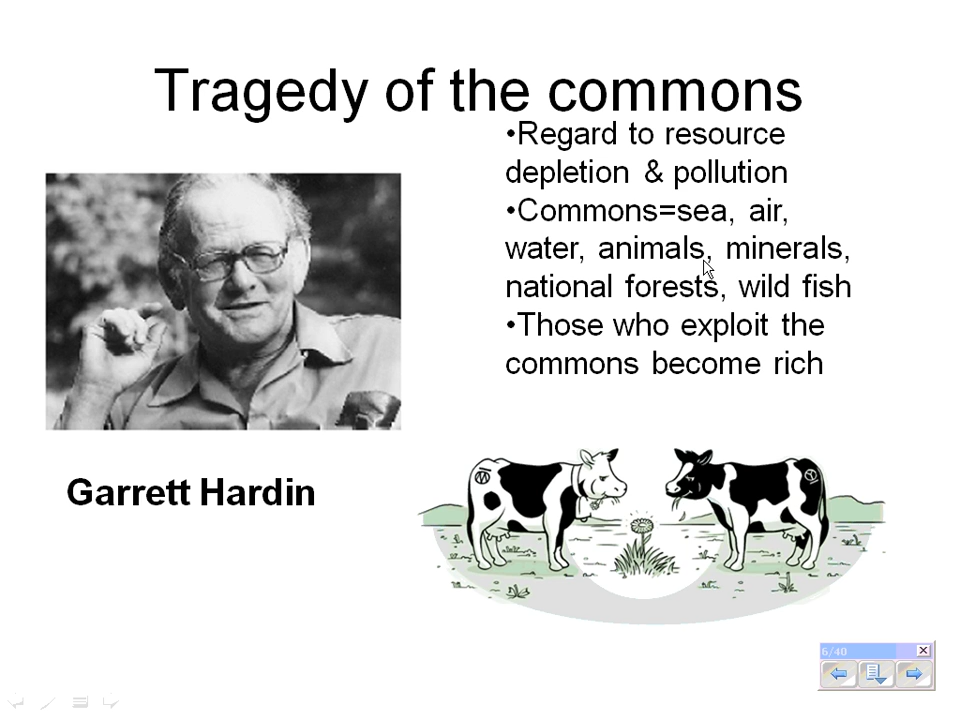 Tragedy of the commons
•Regard to resource
depletion & pollution
•Commons=sea, air,
water, animals, minerals,
national forests, wild fish
•Those who exploit the
commons become rich
Garrett Hardin
6/40